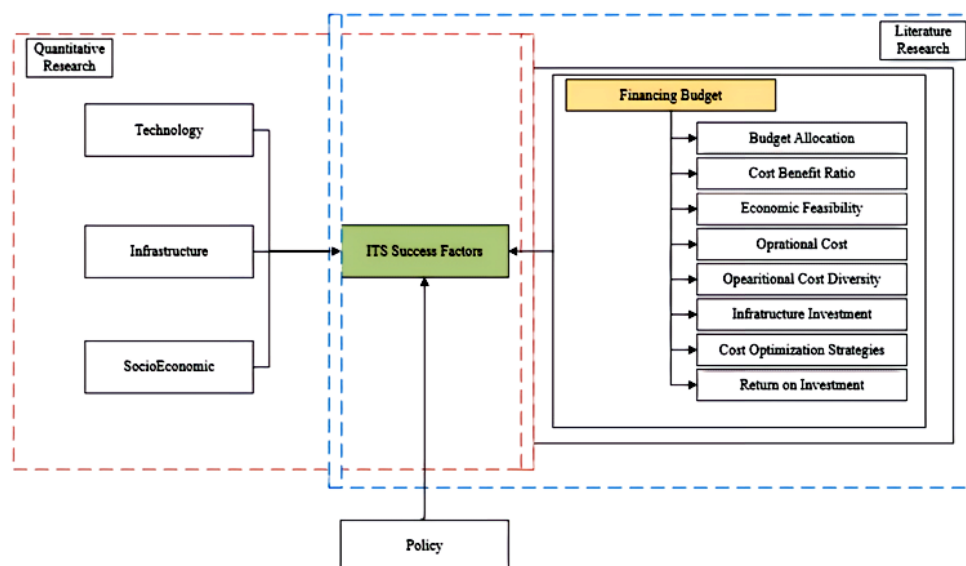 Quantitative
Research
Literature
Research
Financing Budget
Technology
Budget Allocation
Cost Benefit Ratio
Economic Feasibility
Infrastructure
ITS Success Factors
Oprational Cost
Opearitional Cost Diversity
Infratructure Investment
SocioEconomic
Cost Optimization Strategies
Return on Investment
Policy